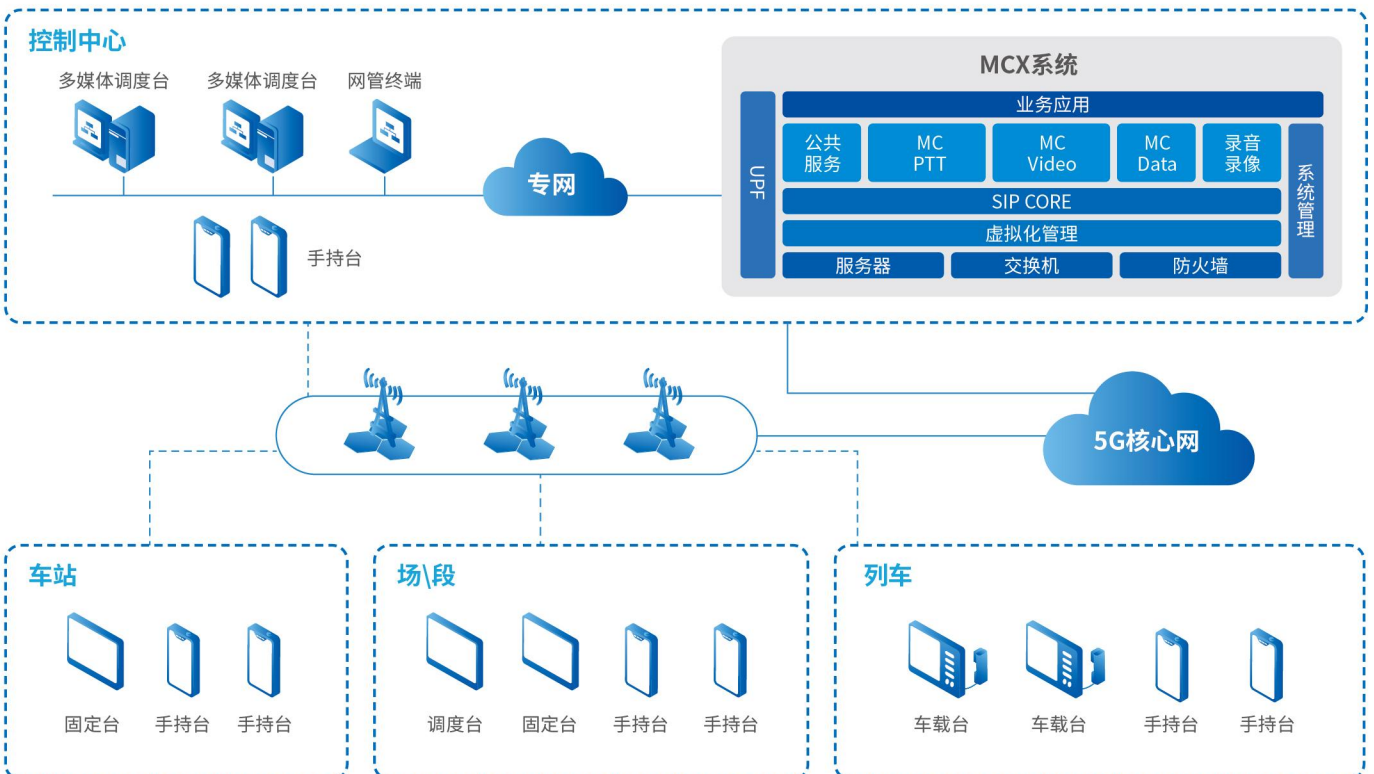 控制中心
多媒体调度台
多媒体调度台
网管终端
专网
手持台
MCX系统
业务应用
UPF
公共
服务
MC
PTT
MC
Video
MC
Data
录音
录像
系统管理
SIP CORE
虚拟化管理
服务器
交换机
防火墙
5G核心网
车站
固定台
手持台
手持台
场\段
调度台
固定台
手持台
手持台
列车
车载台
车载台
手持台
手持台